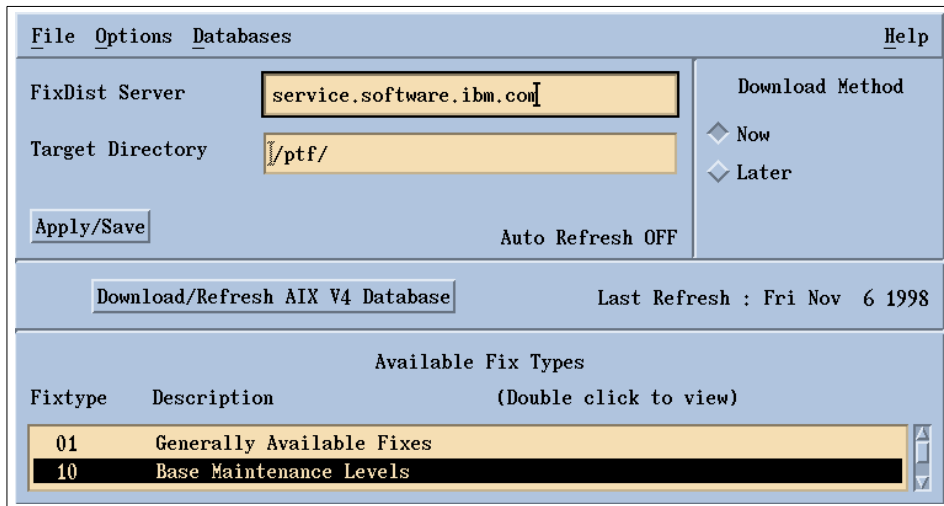 File Options Databases Help
FixDist Server service.software.ibm.com
Download Method
Now
Target Directory /ptf/
Later
Apply/Save
Auto Refresh OFF
Download/Refresh AIX V4 Database Last Refresh : Fri Nov 6 1998
Available Fix Types
Fixtype Description (Double click to view)
01 Generally Available Fixes
10 Base Maintenance Levels